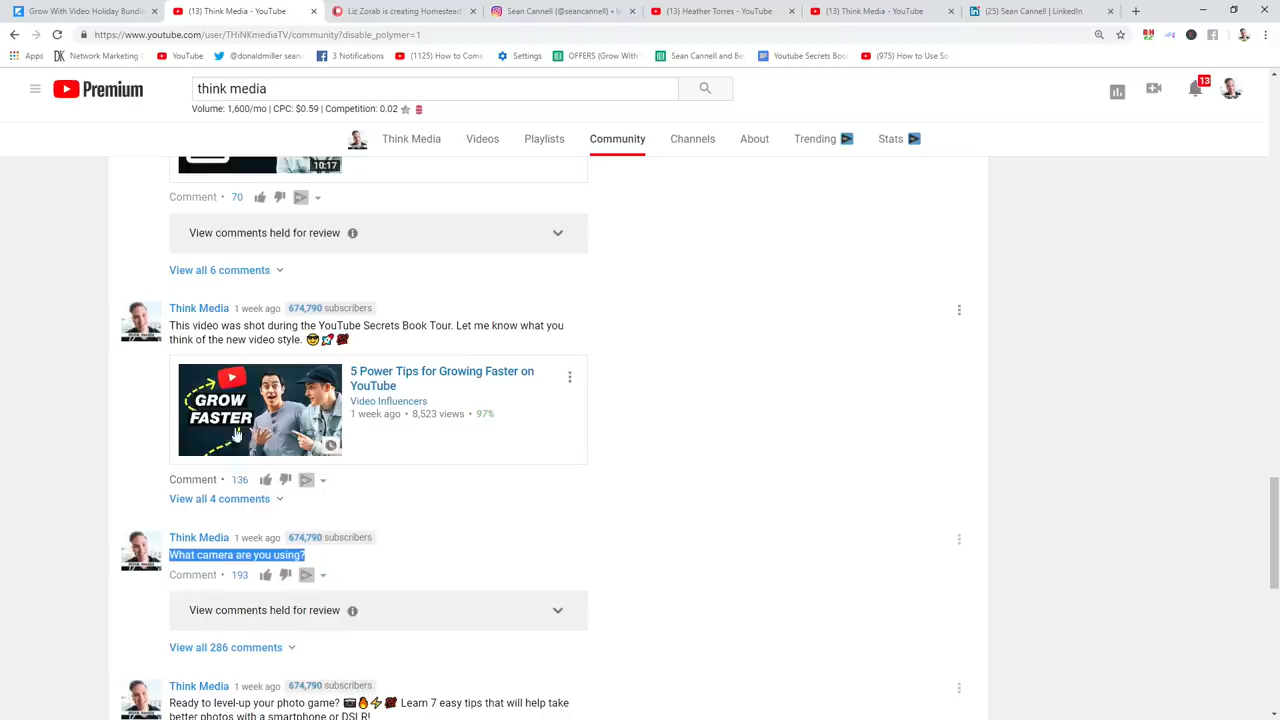 Grow With Video Holiday Bundle
(13) Think Media - YouTube
Liz Zorab is creating Homestead
Sean Cannell (@seancannell) • In
(13) Heather Torres - YouTube
(13) Think Media - YouTube
(25) Sean Cannell | LinkedIn
https://www.youtube.com/user/THiNKmediaTV/community?disable_polymer=1
Apps
Network Marketing
YouTube
@donaldmiller sean
3 Notifications
(1125) How to Come
Settings
OFFERS (Grow With
Sean Cannell and Be
Youtube Secrets Boo
(975) How to Use So
Premium
think media
13
Volume: 1,600/mo | CPC: $0.59 | Competition: 0.02
Think Media
Videos
Playlists
Community
Channels
About
Trending
Stats
10:17
Comment • 70
View comments held for review
View all 6 comments
Think Media 1 week ago 674,790 subscribers
This video was shot during the YouTube Secrets Book Tour. Let me know what you
think of the new video style. 😎🚀💯
GROW
FASTER
5 Power Tips for Growing Faster on
YouTube
Video Influencers
1 week ago • 8,523 views • 97%
Comment • 136
View all 4 comments
Think Media 1 week ago 674,790 subscribers
What camera are you using?
Comment • 193
View comments held for review
View all 286 comments
Think Media 1 week ago 674,790 subscribers
Ready to level-up your photo game? 📷🔥⚡💯 Learn 7 easy tips that will help take
better photos with a smartphone or DSLR!